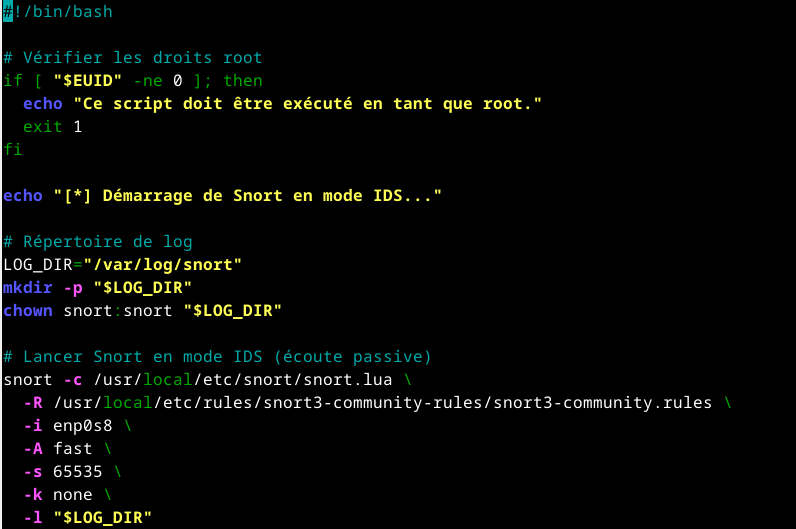 #!/bin/bash

# Vérifier les droits root
if [ "$EUID" -ne 0 ]; then
  echo "Ce script doit être exécuté en tant que root."
  exit 1
fi

echo "[*] Démarrage de Snort en mode IDS..."

# Répertoire de log
LOG_DIR="/var/log/snort"
mkdir -p "$LOG_DIR"
chown snort:snort "$LOG_DIR"

# Lancer Snort en mode IDS (écoute passive)
snort -c /usr/local/etc/snort/snort.lua \
  -R /usr/local/etc/rules/snort3-community-rules/snort3-community.rules \
  -i enp0s8 \
  -A fast \
  -s 65535 \
  -k none \
  -l "$LOG_DIR"